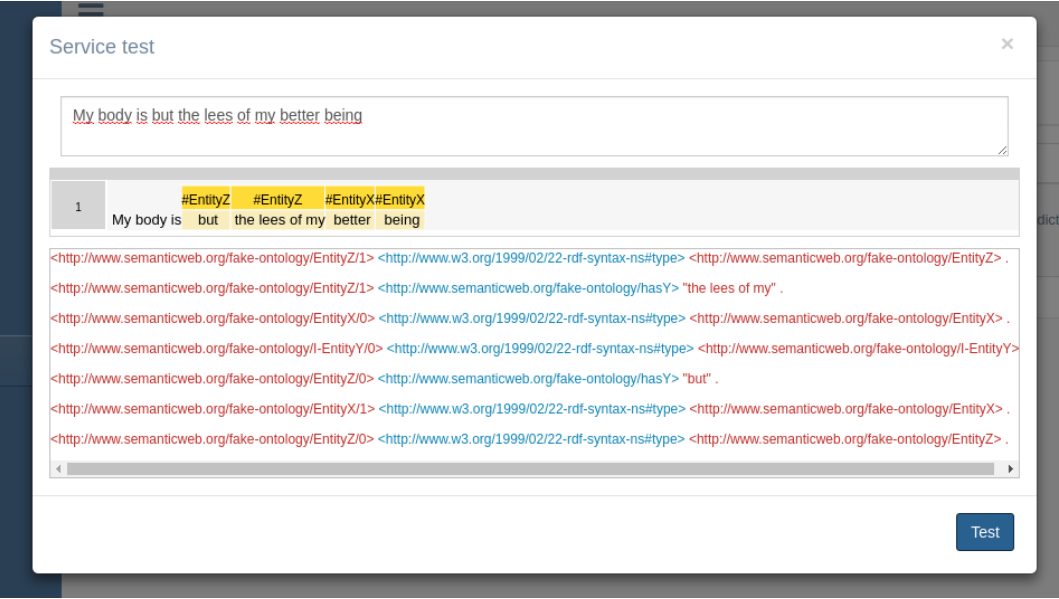 Service test
×
My body is but the lees of my better being
#EntityZ #EntityZ #EntityX #EntityX
1 My body is but the lees of my better being
<http://www.semanticweb.org/fake-ontology/EntityZ/1> <http://www.w3.org/1999/02/22-rdf-syntax-ns#type> <http://www.semanticweb.org/fake-ontology/EntityZ> .
<http://www.semanticweb.org/fake-ontology/EntityZ/1> <http://www.semanticweb.org/fake-ontology/hasY> "the lees of my" .
<http://www.semanticweb.org/fake-ontology/EntityX/0> <http://www.w3.org/1999/02/22-rdf-syntax-ns#type> <http://www.semanticweb.org/fake-ontology/EntityX> .
<http://www.semanticweb.org/fake-ontology/I-EntityY/0> <http://www.w3.org/1999/02/22-rdf-syntax-ns#type> <http://www.semanticweb.org/fake-ontology/I-EntityY>
<http://www.semanticweb.org/fake-ontology/EntityZ/0> <http://www.semanticweb.org/fake-ontology/hasY> "but" .
<http://www.semanticweb.org/fake-ontology/EntityX/1> <http://www.w3.org/1999/02/22-rdf-syntax-ns#type> <http://www.semanticweb.org/fake-ontology/EntityX> .
<http://www.semanticweb.org/fake-ontology/EntityZ/0> <http://www.w3.org/1999/02/22-rdf-syntax-ns#type> <http://www.semanticweb.org/fake-ontology/EntityZ> .
Test